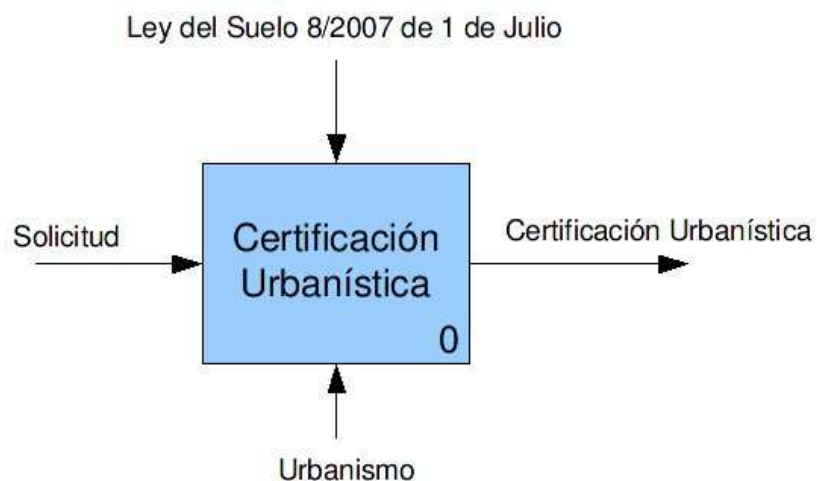 Ley del Suelo 8/2007 de 1 de Julio
Solicitud
Certificación
Urbanística
0
Certificación Urbanística
Urbanismo